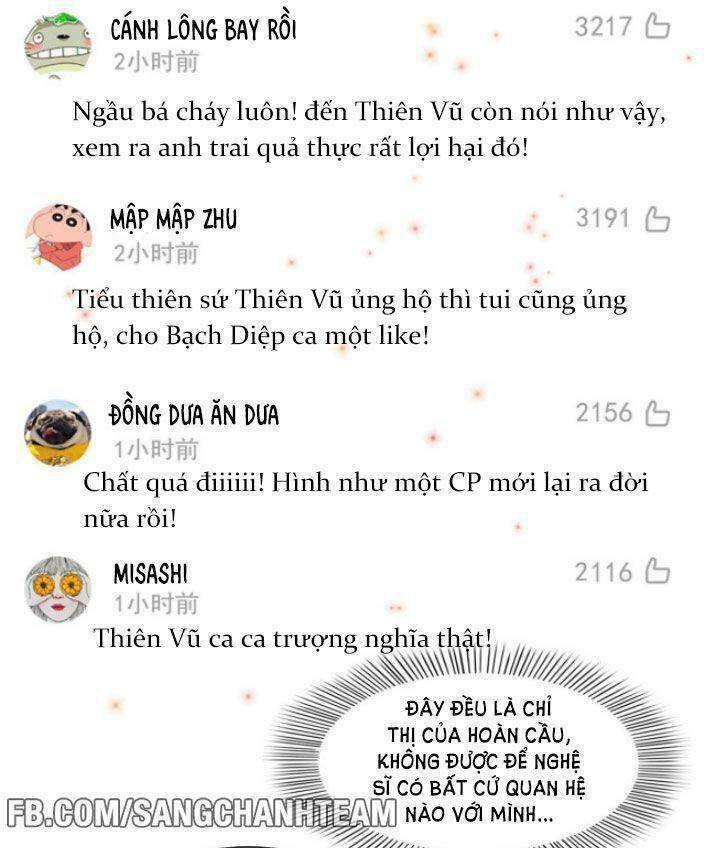 CÁNH LÔNG BAY RỒI 3217
2小时前
Ngầu bá cháy luôn! đến Thiên Vũ còn nói như vậy,
xem ra anh trai quả thực rất lợi hại đó!
MẬP MẬP ZHU 3191
2小时前
Tiểu thiên sứ Thiên Vũ ủng hộ thì tui cũng ủng
hộ, cho Bạch Diệp ca một like!
ĐỒNG DƯA ĂN DƯA 2156
1小时前
Chất quá điiiiii! Hình như một CP mới lại ra đời
nữa rồi!
MISASHI 2116
1小时前
Thiên Vũ ca ca trượng nghĩa thật!
ĐÂY ĐỀU LÀ CHỈ
THỊ CỦA HOÀN CẦU,
KHÔNG ĐƯỢC ĐỂ NGHỆ
SĨ CÓ BẤT CỨ QUAN HỆ
NÀO VỚI MÌNH...
FB.COM/SANGCHANHTEAM